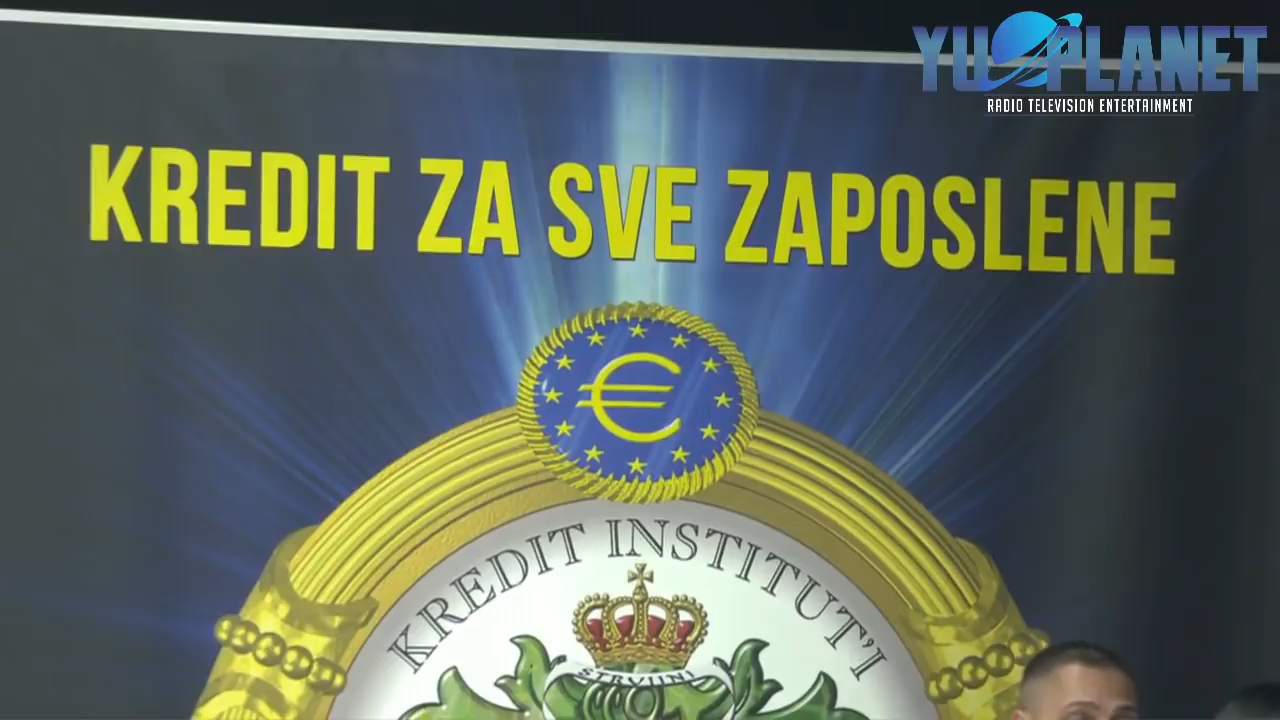 YU PLANET
RADIO TELEVISION ENTERTAINMENT
KREDIT ZA SVE ZAPOSLENE
€
KREDIT INSTITUT'I